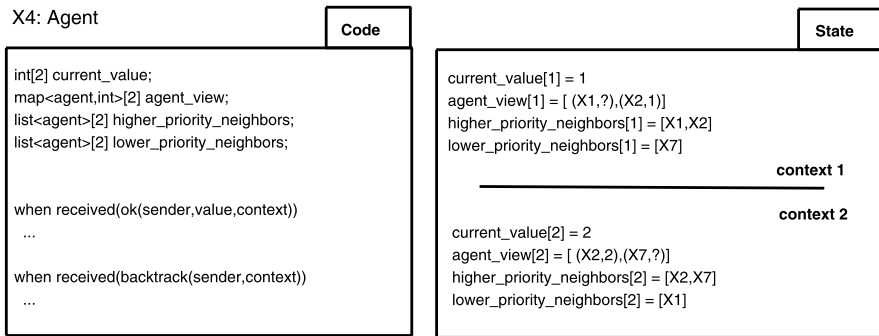 X4: Agent
Code
int[2] current_value;
map<agent,int>[2] agent_view;
list<agent>[2] higher_priority_neighbors;
list<agent>[2] lower_priority_neighbors;
when received(ok(sender,value,context))
...
when received(backtrack(sender,context))
...
State
current_value[1] = 1
agent_view[1] = [ (X1,?),(X2,1)]
higher_priority_neighbors[1] = [X1,X2]
lower_priority_neighbors[1] = [X7]
context 1
context 2
current_value[2] = 2
agent_view[2] = [ (X2,2),(X7,?)]
higher_priority_neighbors[2] = [X2,X7]
lower_priority_neighbors[2] = [X1]